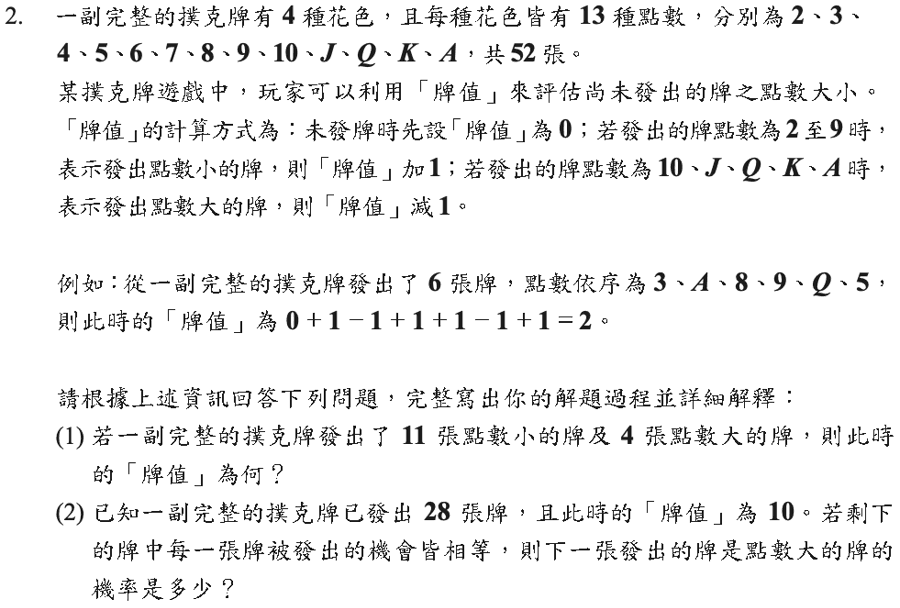 2. 一副完整的撲克牌有 4 種花色，且每種花色皆有 13 種點數，分別為 2、3、
4、5、6、7、8、9、10、J、Q、K、A，共 52 張。
某撲克牌遊戲中，玩家可以利用「牌值」來評估尚未發出的牌之點數大小。
「牌值」的計算方式為：未發牌時先設「牌值」為 0；若發出的牌點數為 2 至 9 時，
表示發出點數小的牌，則「牌值」加 1；若發出的牌點數為 10、J、Q、K、A 時，
表示發出點數大的牌，則「牌值」減 1。
例如：從一副完整的撲克牌發出了 6 張牌，點數依序為 3、A、8、9、Q、5，
則此時的「牌值」為 0 + 1 − 1 + 1 + 1 − 1 + 1 = 2。
請根據上述資訊回答下列問題，完整寫出你的解題過程並詳細解釋：
(1) 若一副完整的撲克牌發出了 11 張點數小的牌及 4 張點數大的牌，則此時
的「牌值」為何？
(2) 已知一副完整的撲克牌已發出 28 張牌，且此時的「牌值」為 10。若剩下
的牌中每一張牌被發出的機會皆相等，則下一張發出的牌是點數大的牌的
機率是多少？